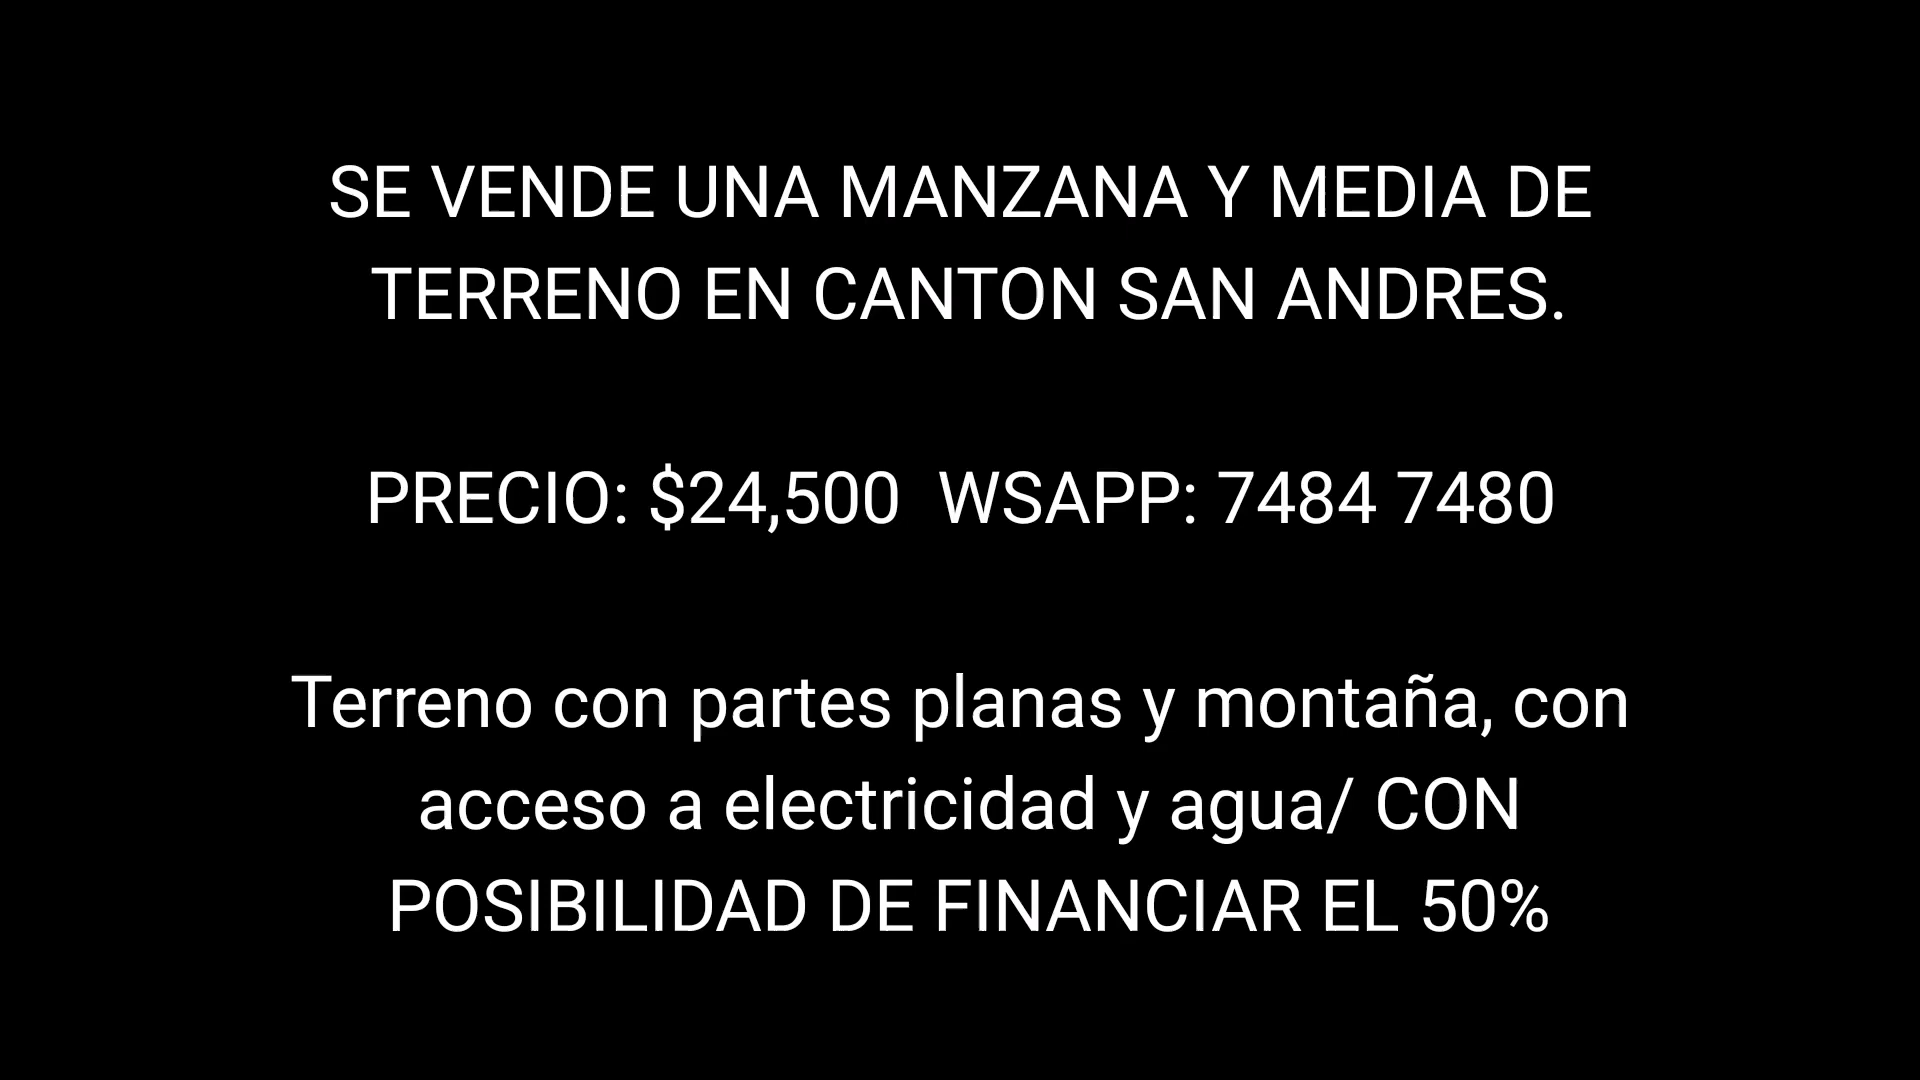 SE VENDE UNA MANZANA Y MEDIA DE
TERRENO EN CANTON SAN ANDRES.
PRECIO: $24,500  WSAPP: 7484 7480
Terreno con partes planas y montaña, con
acceso a electricidad y agua/ CON
POSIBILIDAD DE FINANCIAR EL 50%